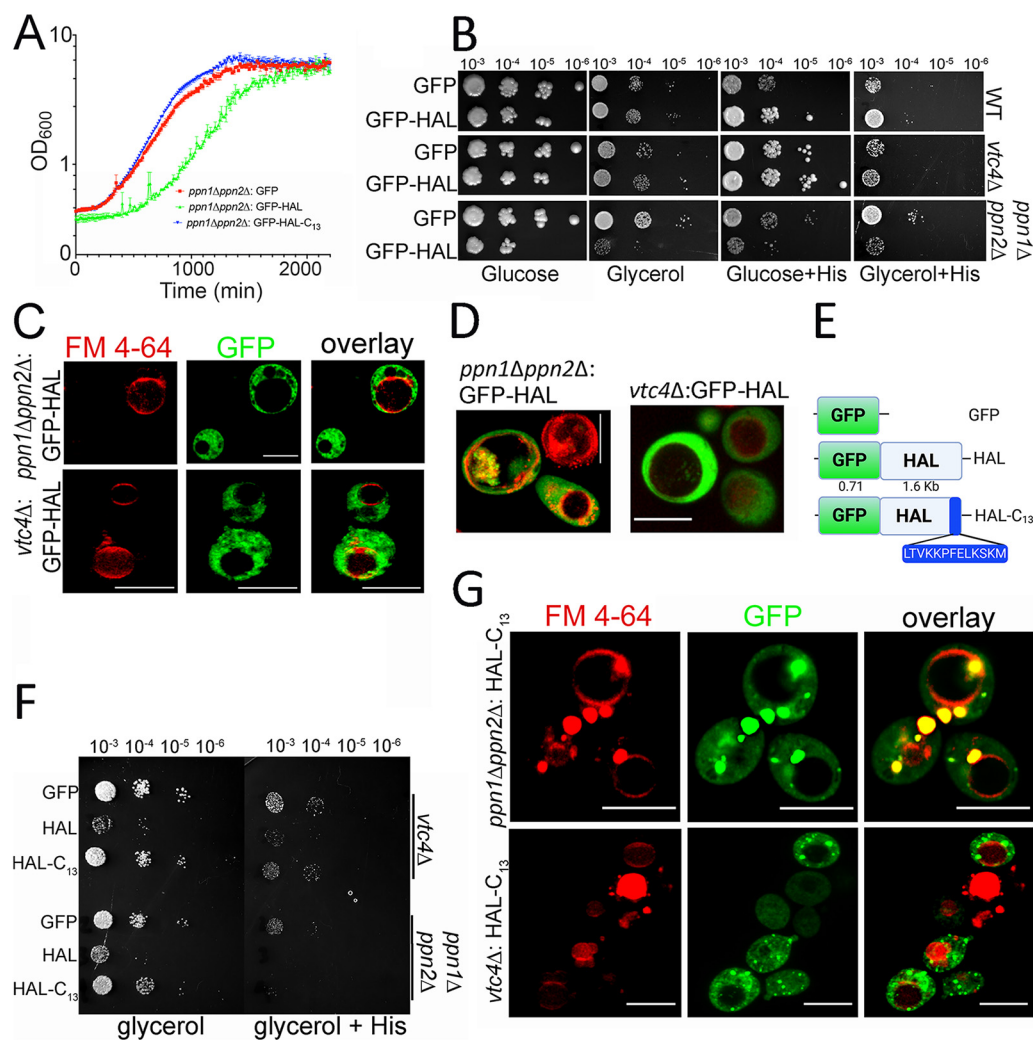 A
10
1
0
OD600
0
1000
2000
Time (min)
ppn1Δppn2Δ: GFP
ppn1Δppn2Δ: GFP-HAL
ppn1Δppn2Δ: GFP-HAL-C13
B
10-3 10-4 10-5 10-6 10-3 10-4 10-5 10-6 10-3 10-4 10-5 10-6 10-3 10-4 10-5 10-6
GFP
GFP-HAL
WT
GFP
GFP-HAL
vtc4Δ
GFP
GFP-HAL
ppn1Δ
ppn2Δ
Glucose Glycerol Glucose+His Glycerol+His
C
FM 4-64 GFP overlay
ppn1Δppn2Δ:
GFP-HAL
vtc4Δ:
GFP-HAL
D
ppn1Δppn2Δ:
GFP-HAL
vtc4Δ:GFP-HAL
E
GFP GFP
GFP HAL HAL
0.71 1.6 Kb
GFP HAL HAL-C13
LTVKKPFELKSKM
F
10-3 10-4 10-5 10-6 10-3 10-4 10-5 10-6
GFP
HAL
HAL-C13
vtc4Δ
GFP
HAL
HAL-C13
ppn1Δ
ppn2Δ
glycerol glycerol + His
G
FM 4-64 GFP overlay
ppn1Δppn2Δ: HAL-C13
vtc4Δ: HAL-C13